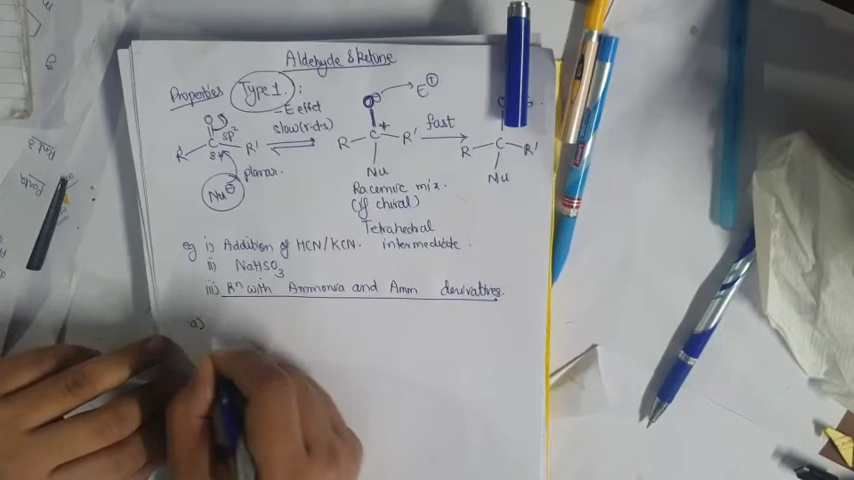 Aldehyde & Ketone
Properties Type 1. :
-E effect
slow (rds)
fast
O
⊖
E⊕
R C R' sp²
δ+
R C* R'
R C R'
Nu⊖ planar.
Nu
Nu
Racemic mix.
(if chiral)
Tetrahedral
intermediate.
eg i) Addition of HCN/KCN.
ii) NaHSO3
iii) Rn with Ammonia and Amm derivatives.
a)